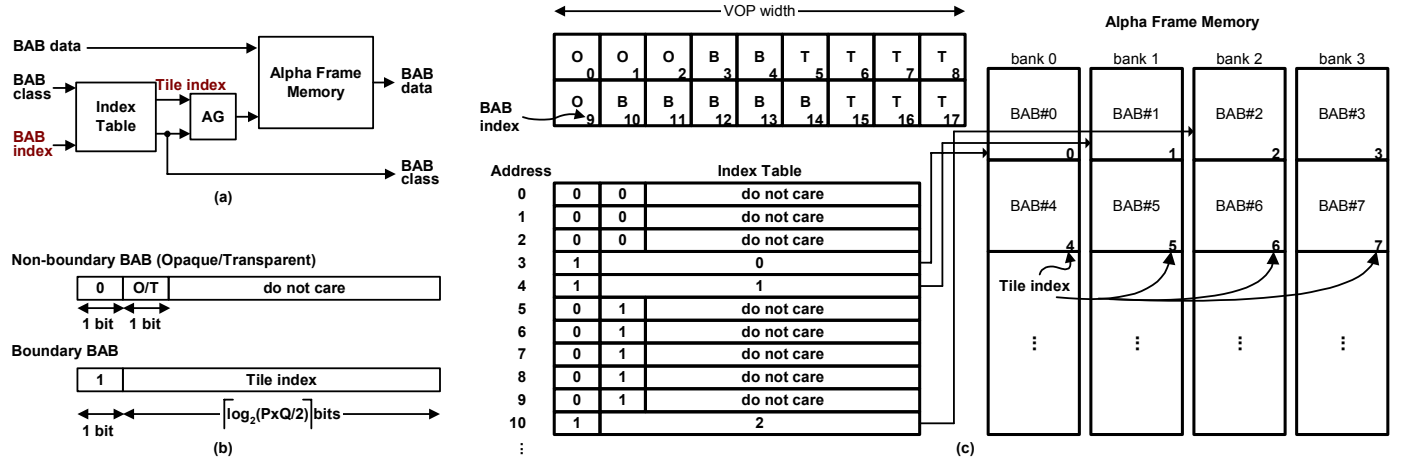 BAB data
BAB class
BAB index
Index Table
Tile index
AG
Alpha Frame Memory
BAB data
BAB class
(a)
Non-boundary BAB (Opaque/Transparent)
0 O/T do not care
1 bit 1 bit
Boundary BAB
1 Tile index
1 bit ⌈log2(PxQ/2)⌉bits
(b)
VOP width
O 0 O 1 O 2 B 3 B 4 T 5 T 6 T 7 T 8
O 9 B 10 B 11 B 12 B 13 B 14 T 15 T 16 T 17
BAB index
Address Index Table
0 0 0 do not care
1 0 0 do not care
2 0 0 do not care
3 1 0
4 1 1
5 0 1 do not care
6 0 1 do not care
7 0 1 do not care
8 0 1 do not care
9 0 1 do not care
10 1 2
⋮
Alpha Frame Memory
bank 0 bank 1 bank 2 bank 3
BAB#0 BAB#1 BAB#2 BAB#3
0 1 2 3
BAB#4 BAB#5 BAB#6 BAB#7
4 5 6 7
Tile index
⋮ ⋮ ⋮ ⋮
(c)